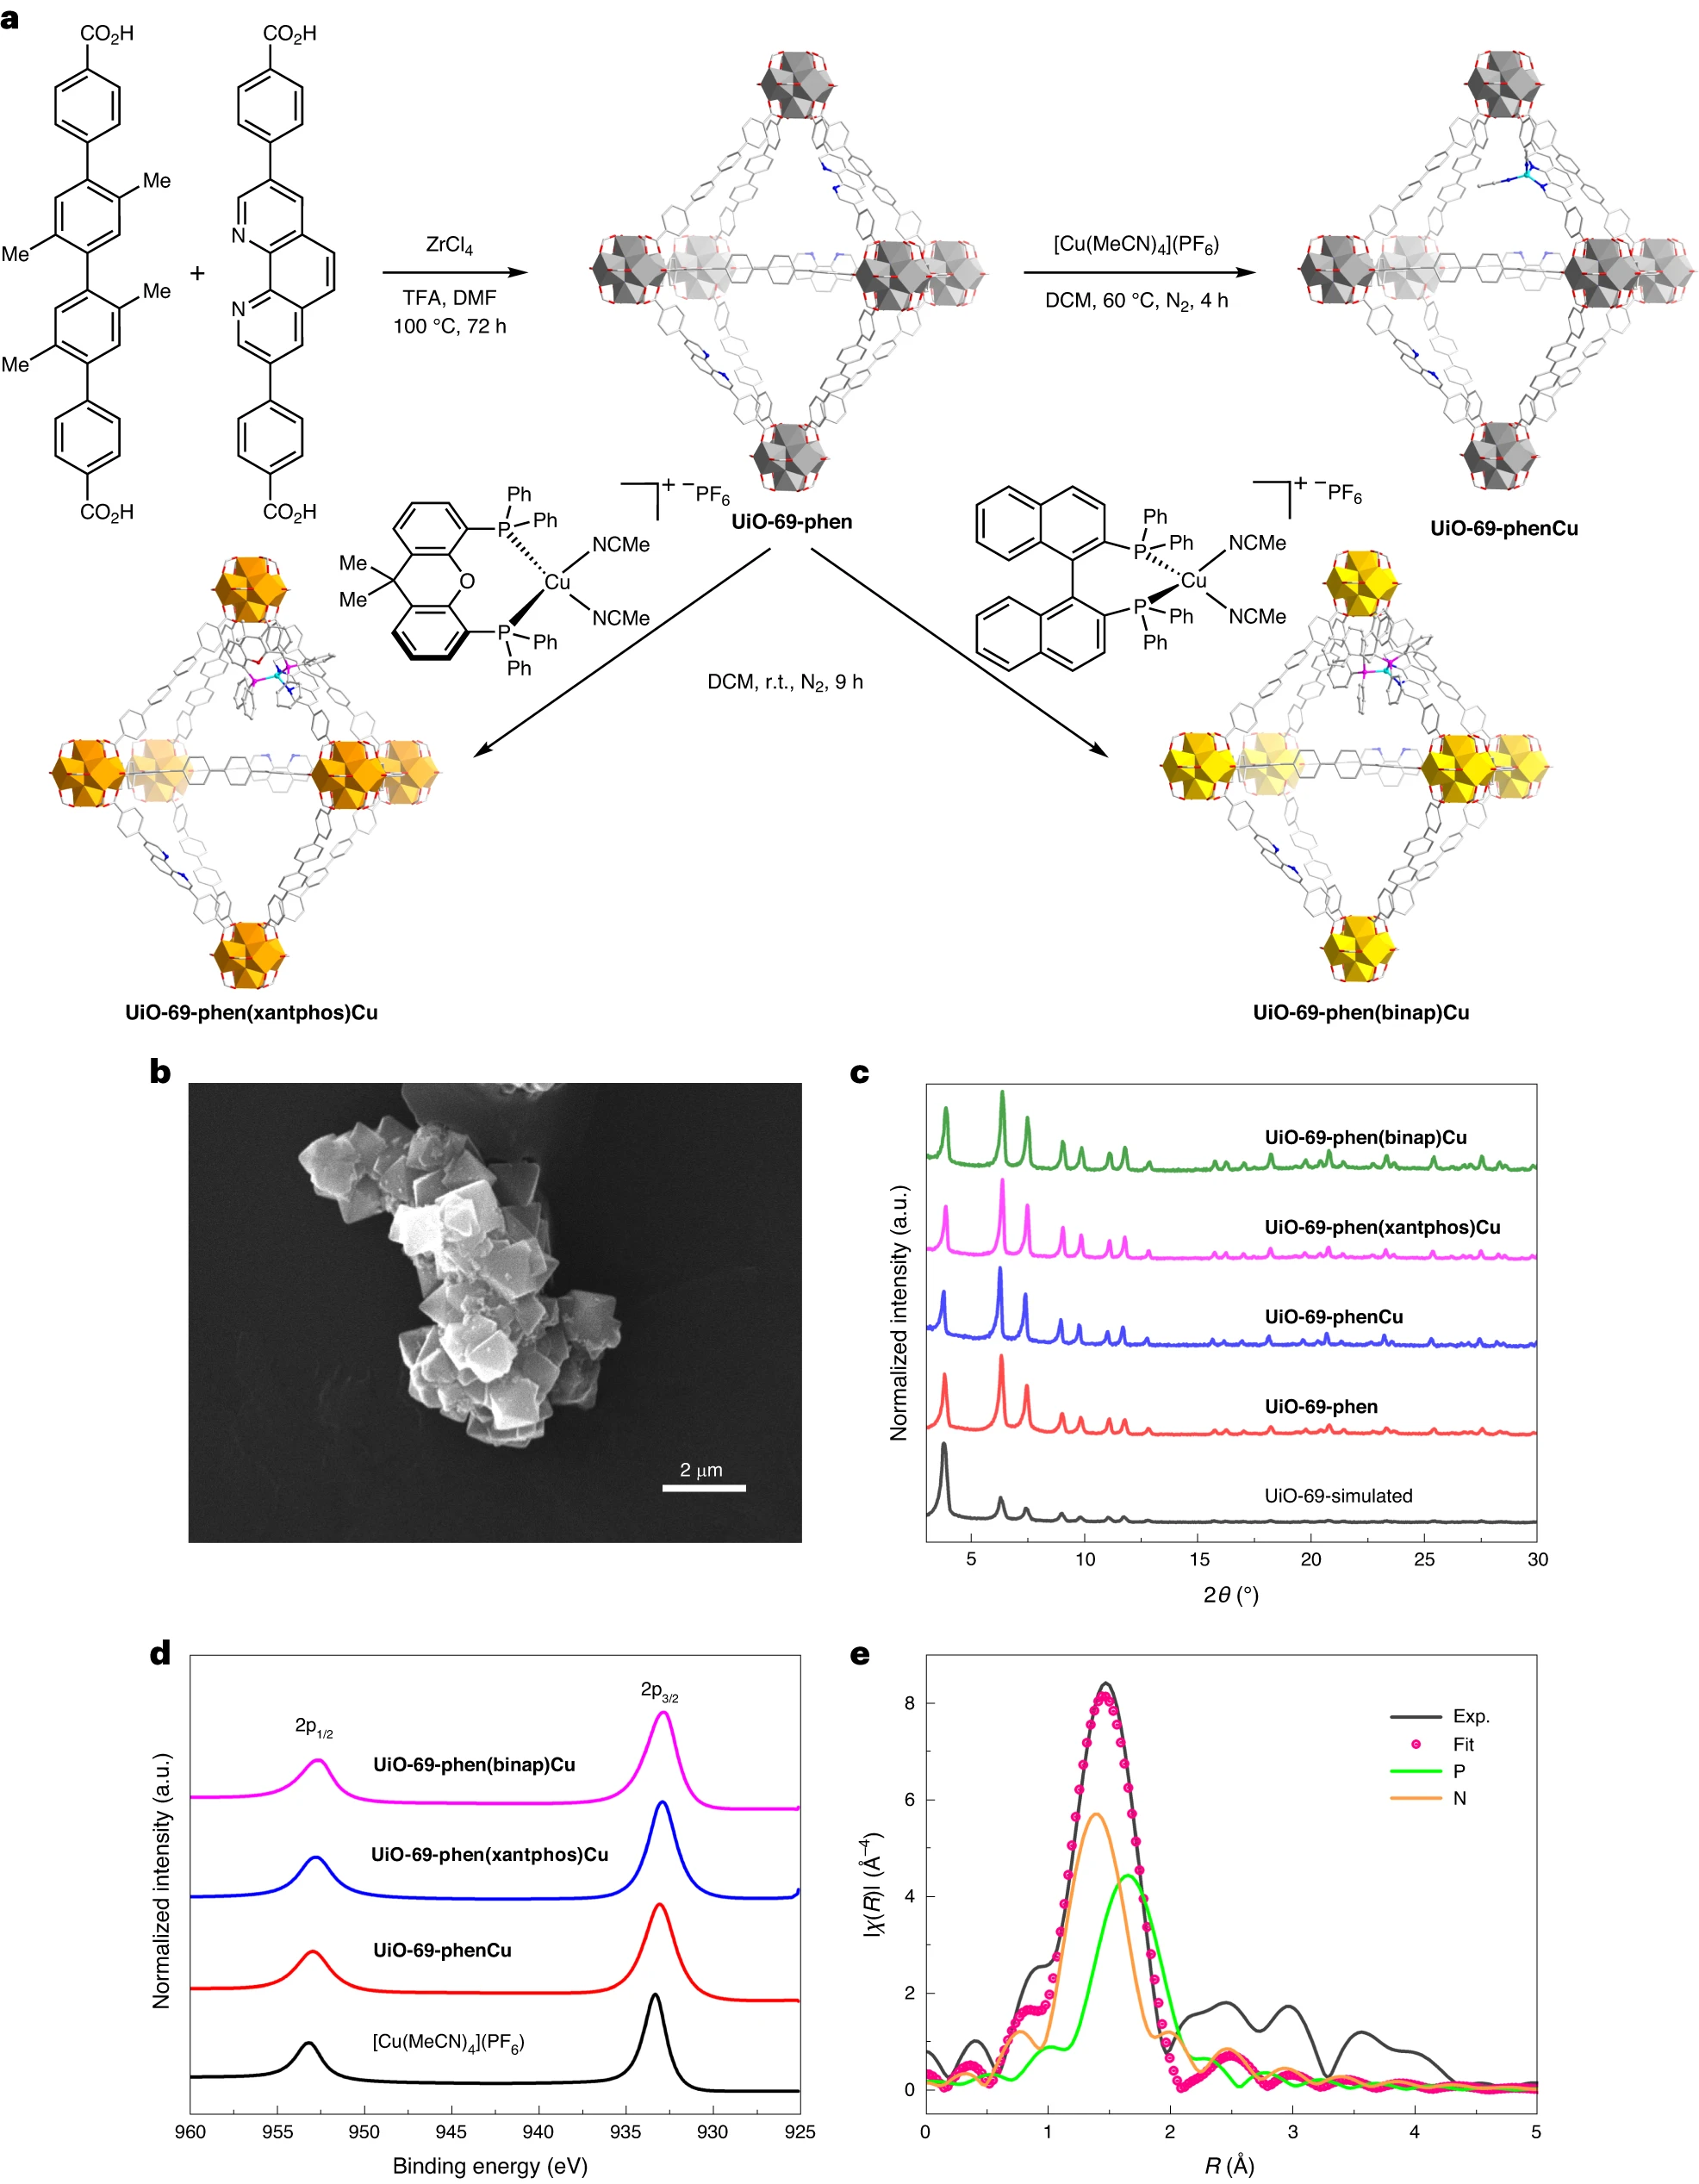 a
CO2H
CO2H
Me
Me
Me
Me
N
N
+
CO2H
CO2H
ZrCl4
TFA, DMF
100 °C, 72 h
[Cu(MeCN)4](PF6)
DCM, 60 °C, N2, 4 h
UiO-69-phen
UiO-69-phenCu
Ph
Ph
P
NCMe
Me
Me
O
Cu
NCMe
P
Ph
Ph
+ −PF6
Ph
Ph
P
NCMe
Cu
NCMe
P
Ph
Ph
+ −PF6
DCM, r.t., N2, 9 h
UiO-69-phen(xantphos)Cu
UiO-69-phen(binap)Cu
b
2 μm
c
Normalized intensity (a.u.)
UiO-69-phen(binap)Cu
UiO-69-phen(xantphos)Cu
UiO-69-phenCu
UiO-69-phen
UiO-69-simulated
5 10 15 20 25 30
2θ (°)
d
Normalized intensity (a.u.)
2p1/2
2p3/2
UiO-69-phen(binap)Cu
UiO-69-phen(xantphos)Cu
UiO-69-phenCu
[Cu(MeCN)4](PF6)
960 955 950 945 940 935 930 925
Binding energy (eV)
e
|χ(R)| (Å−4)
8
6
4
2
0
Exp.
Fit
P
N
0 1 2 3 4 5
R (Å)